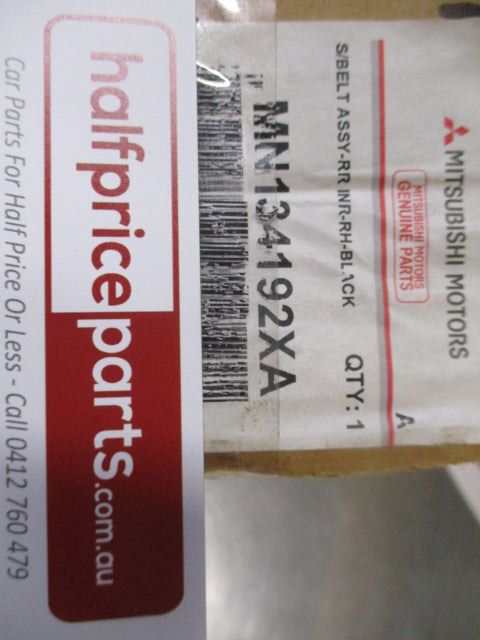 MITSUBISHI MOTORS
MITSUBISHI MOTORS
GENUINE PARTS
A
S/BELT ASSY-RR INR-RH-BLACK QTY: 1
MN134192XA
halfpriceparts.com.au
Car Parts For Half Price Or Less - Call 0412 760 479